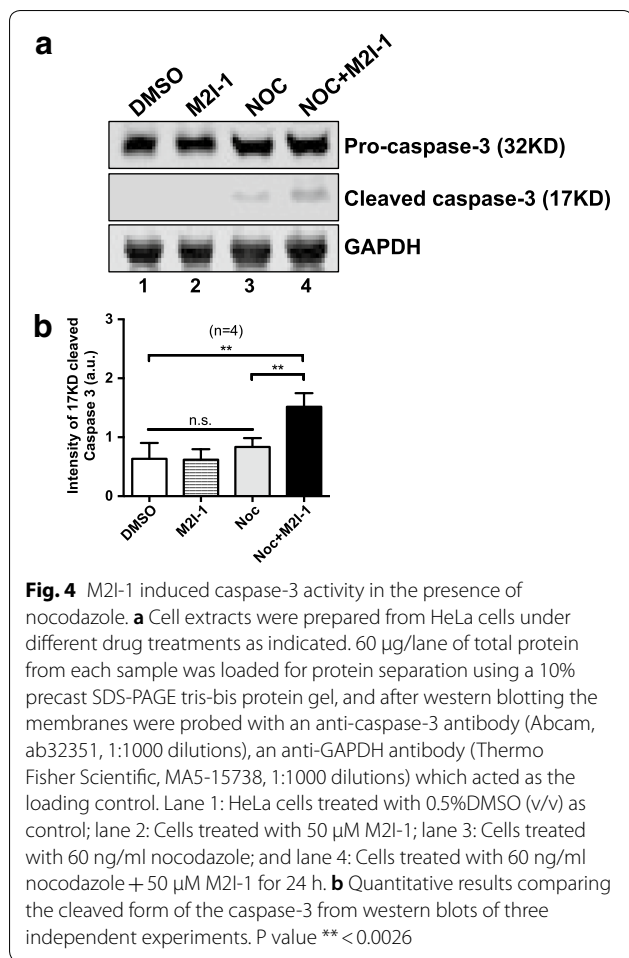 a
DMSO
M2I-1
NOC
NOC+M2I-1
Pro-caspase-3 (32KD)
Cleaved caspase-3 (17KD)
GAPDH
1 2 3 4
b
Intensity of 17KD cleaved
Caspase 3 (a.u.)
3
2
1
0
(n=4)
**
**
n.s.
DMSO
M2I-1
Noc
Noc+M2I-1
Fig. 4 M2I-1 induced caspase-3 activity in the presence of
nocodazole. a Cell extracts were prepared from HeLa cells under
different drug treatments as indicated. 60 µg/lane of total protein
from each sample was loaded for protein separation using a 10%
precast SDS-PAGE tris-bis protein gel, and after western blotting the
membranes were probed with an anti-caspase-3 antibody (Abcam,
ab32351, 1:1000 dilutions), an anti-GAPDH antibody (Thermo
Fisher Scientific, MA5-15738, 1:1000 dilutions) which acted as the
loading control. Lane 1: HeLa cells treated with 0.5%DMSO (v/v) as
control; lane 2: Cells treated with 50 µM M2I-1; lane 3: Cells treated
with 60 ng/ml nocodazole; and lane 4: Cells treated with 60 ng/ml
nocodazole + 50 µM M2I-1 for 24 h. b Quantitative results comparing
the cleaved form of the caspase-3 from western blots of three
independent experiments. P value ** < 0.0026